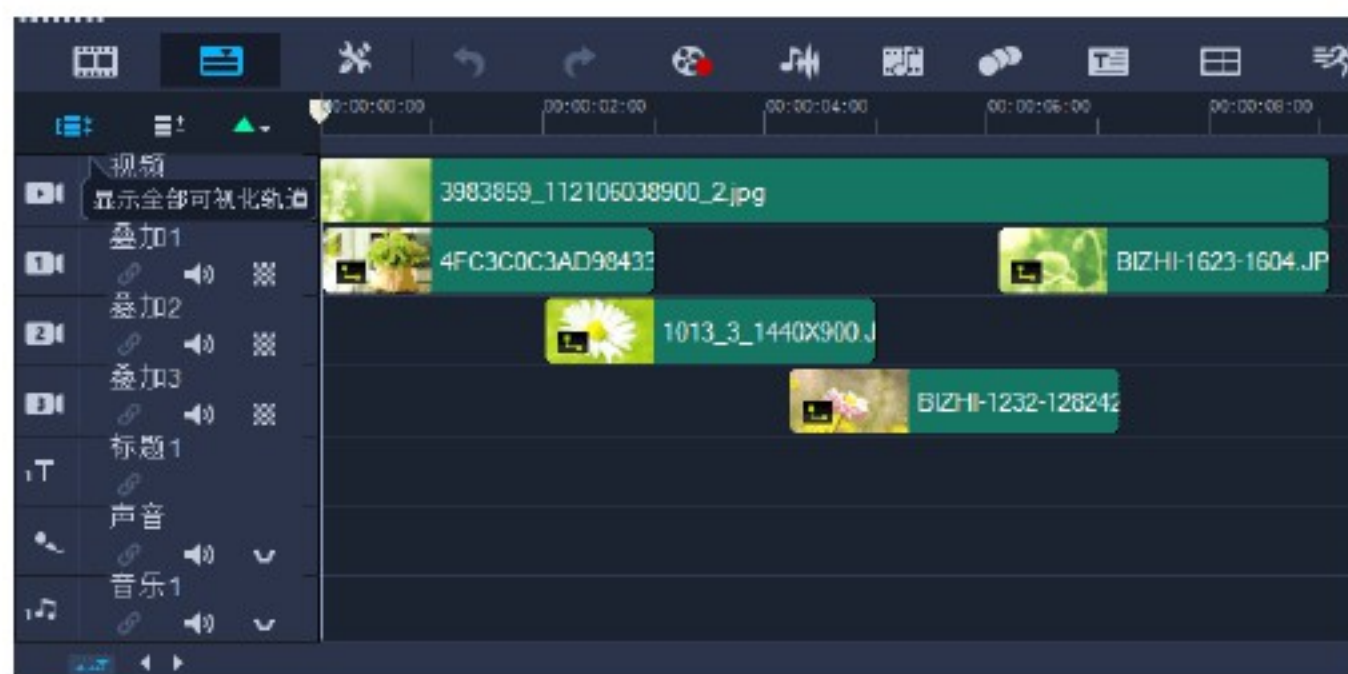 00:00:00:00 00:00:02:00 00:00:04:00 00:00:06:00 00:00:08:00
视频
显示全部可视化轨道
3983859_112106038900_2.jpg
叠加1
4FC3C0C3AD98433
BIZHI-1623-1604.JP
叠加2
1013_3_1440X900.J
叠加3
BIZHI-1232-128242
标题1
声音
音乐1